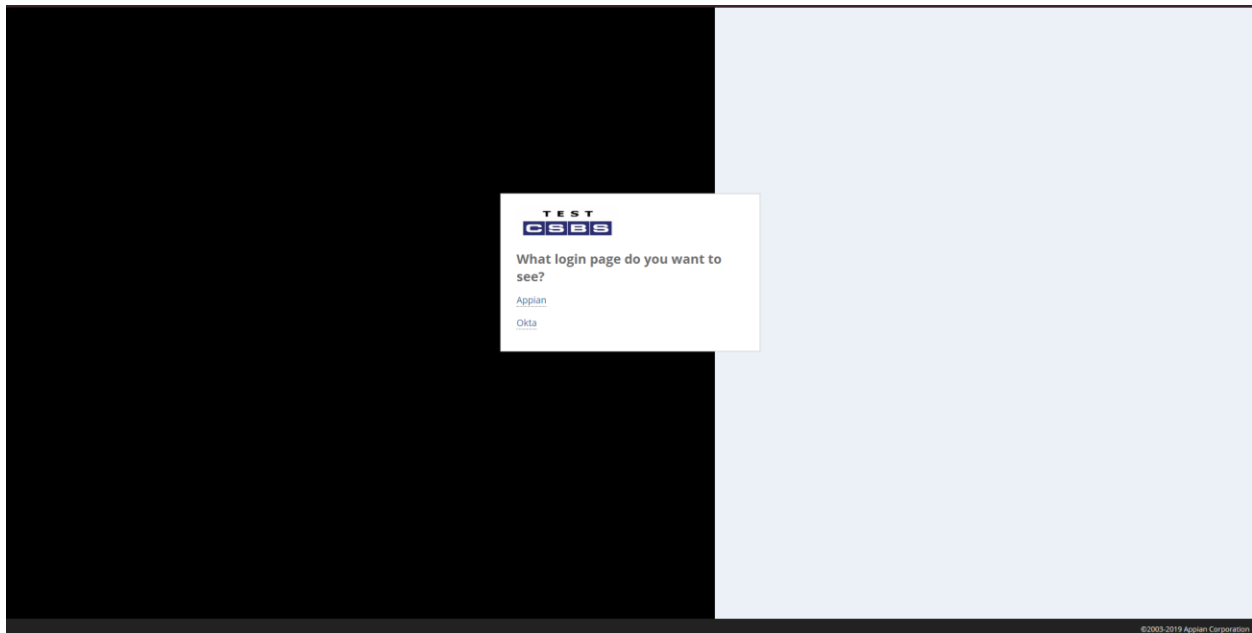 TEST
CSBS
What login page do you want to
see?
Appian
Okta
©2003-2019 Appian Corporation